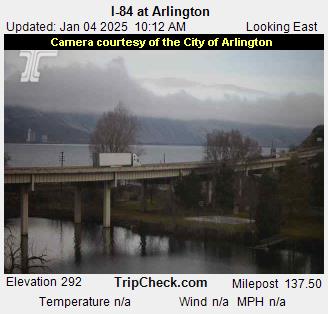 I-84 at Arlington
Updated: Jan 04 2025 10:12 AM Looking East
Camera courtesy of the City of Arlington
Elevation 292 TripCheck.com Milepost 137.50
Temperature n/a Wind n/a MPH n/a